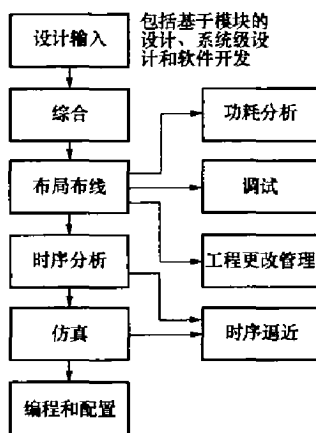 设计输入
包括基于模块的
设计、系统级设
计和软件开发
综合
功耗分析
布局布线
调试
时序分析
工程更改管理
仿真
时序逼近
编程和配置